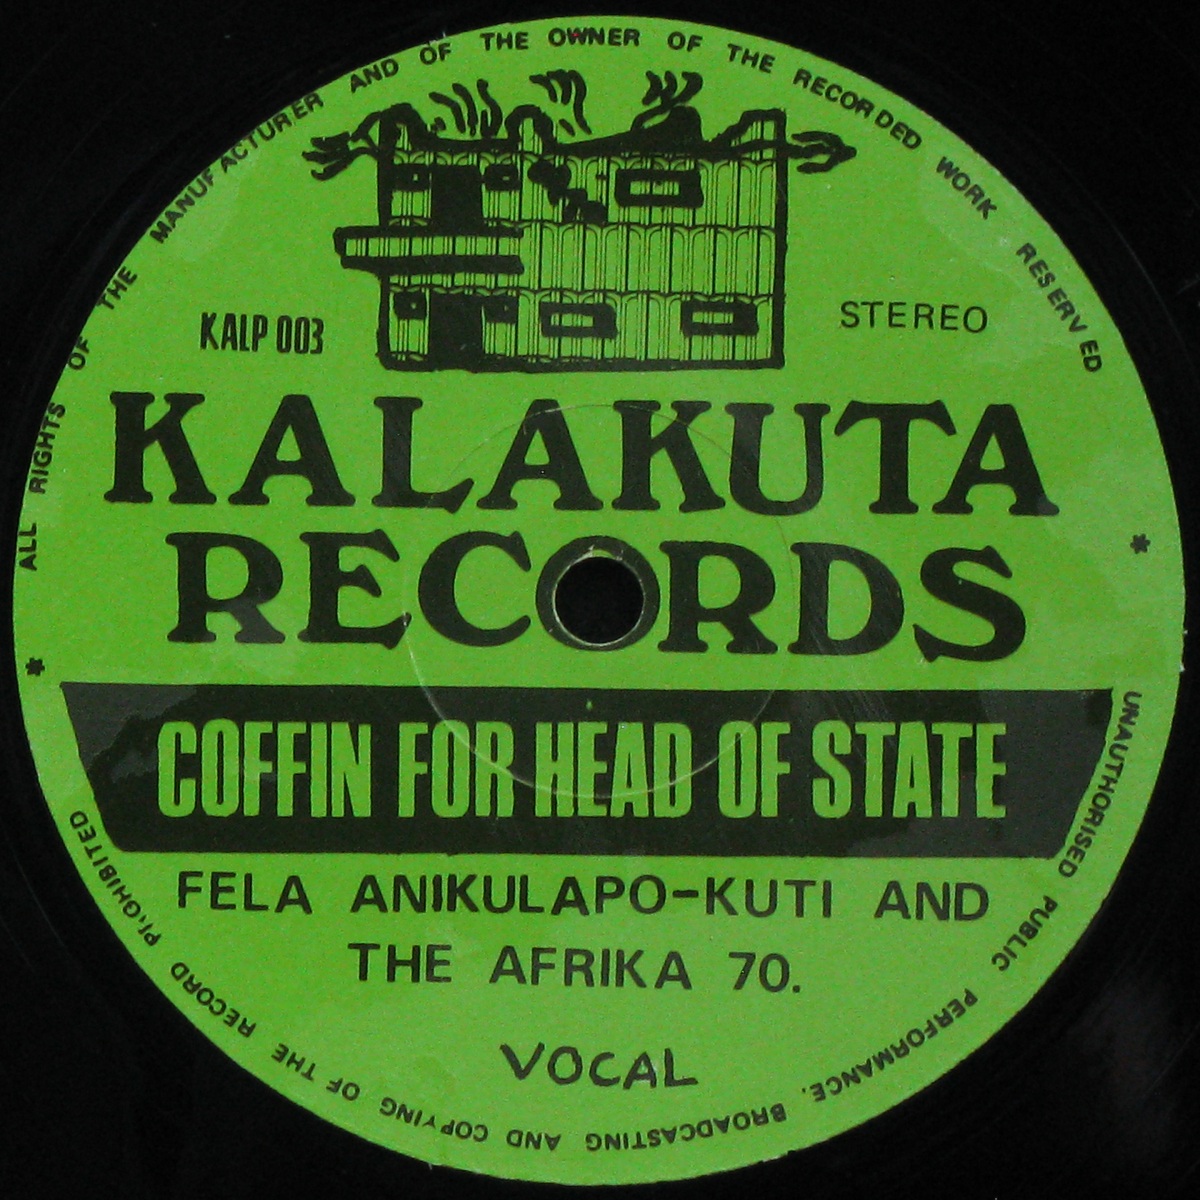 ALL RIGHTS OF THE MANUFACTURER AND OF THE OWNER OF THE RECORDED WORK RESERVED
KALP 003
STEREO
KALAKUTA
RECORDS
* *
COFFIN FOR HEAD OF STATE
FELA ANIKULAPO-KUTI AND
THE AFRIKA 70.
VOCAL
UNAUTHORISED PUBLIC PERFORMANCE. BROADCASTING AND COPYING OF THE RECORD PI,GHIBITED